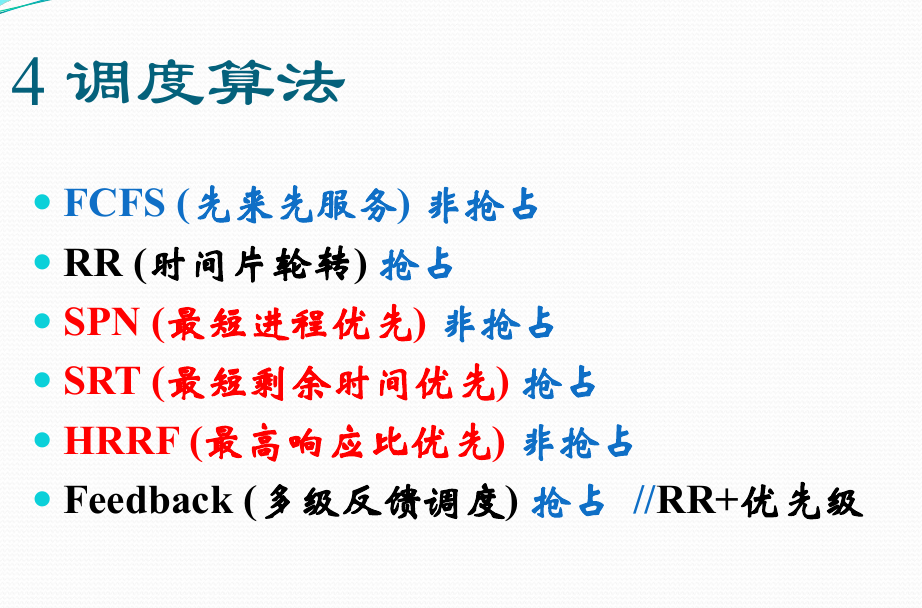 4 调度算法
• FCFS (先来先服务) 非抢占
• RR (时间片轮转) 抢占
• SPN (最短进程优先) 非抢占
• SRT (最短剩余时间优先) 抢占
• HRRF (最高响应比优先) 非抢占
• Feedback (多级反馈调度) 抢占 //RR+优先级